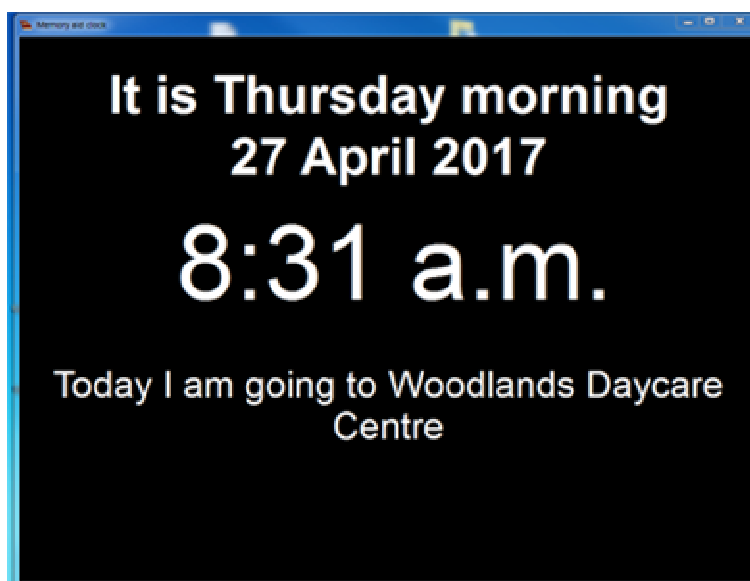 Memory aid clock
It is Thursday morning
27 April 2017
8:31 a.m.
Today I am going to Woodlands Daycare
Centre